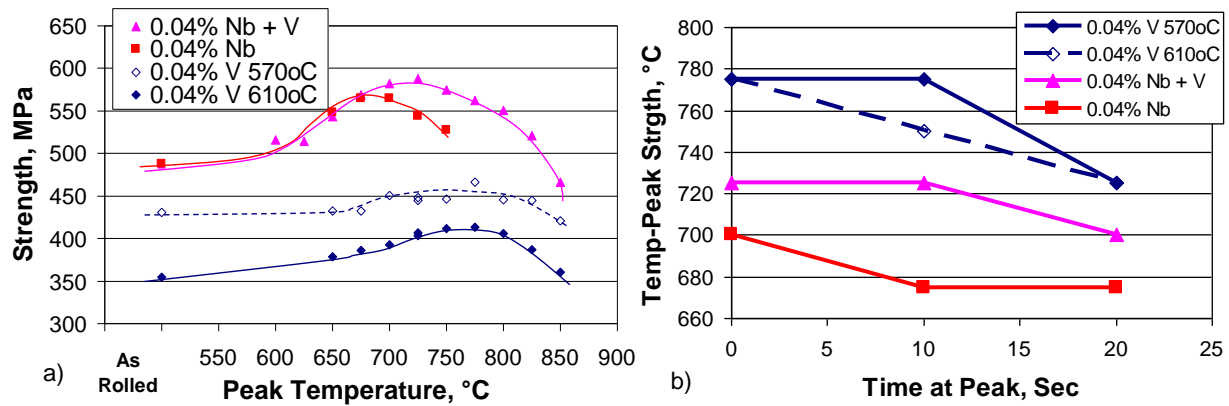 0.04% Nb + V
0.04% Nb
0.04% V 570oC
0.04% V 610oC
Strength, MPa
600
550
500
450
400
350
300
As
Rolled
550
600
650
700
750
800
850
900
Peak Temperature, °C
a)
0.04% V 570oC
0.04% V 610oC
0.04% Nb + V
0.04% Nb
Temp-Peak Strgth, °C
800
780
760
740
720
700
680
660
0
5
10
15
20
25
Time at Peak, Sec
b)